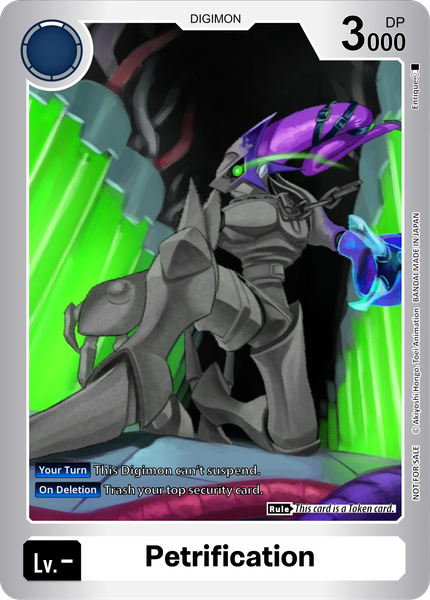 DIGIMON
DP
3000
Enrique
Your Turn This Digimon can't suspend.
On Deletion Trash your top security card.
Rule This card is a Token card.
NOT FOR SALE © Akiyoshi Hongo, Toei Animation BANDAI MADE IN JAPAN
Lv.-
Petrification